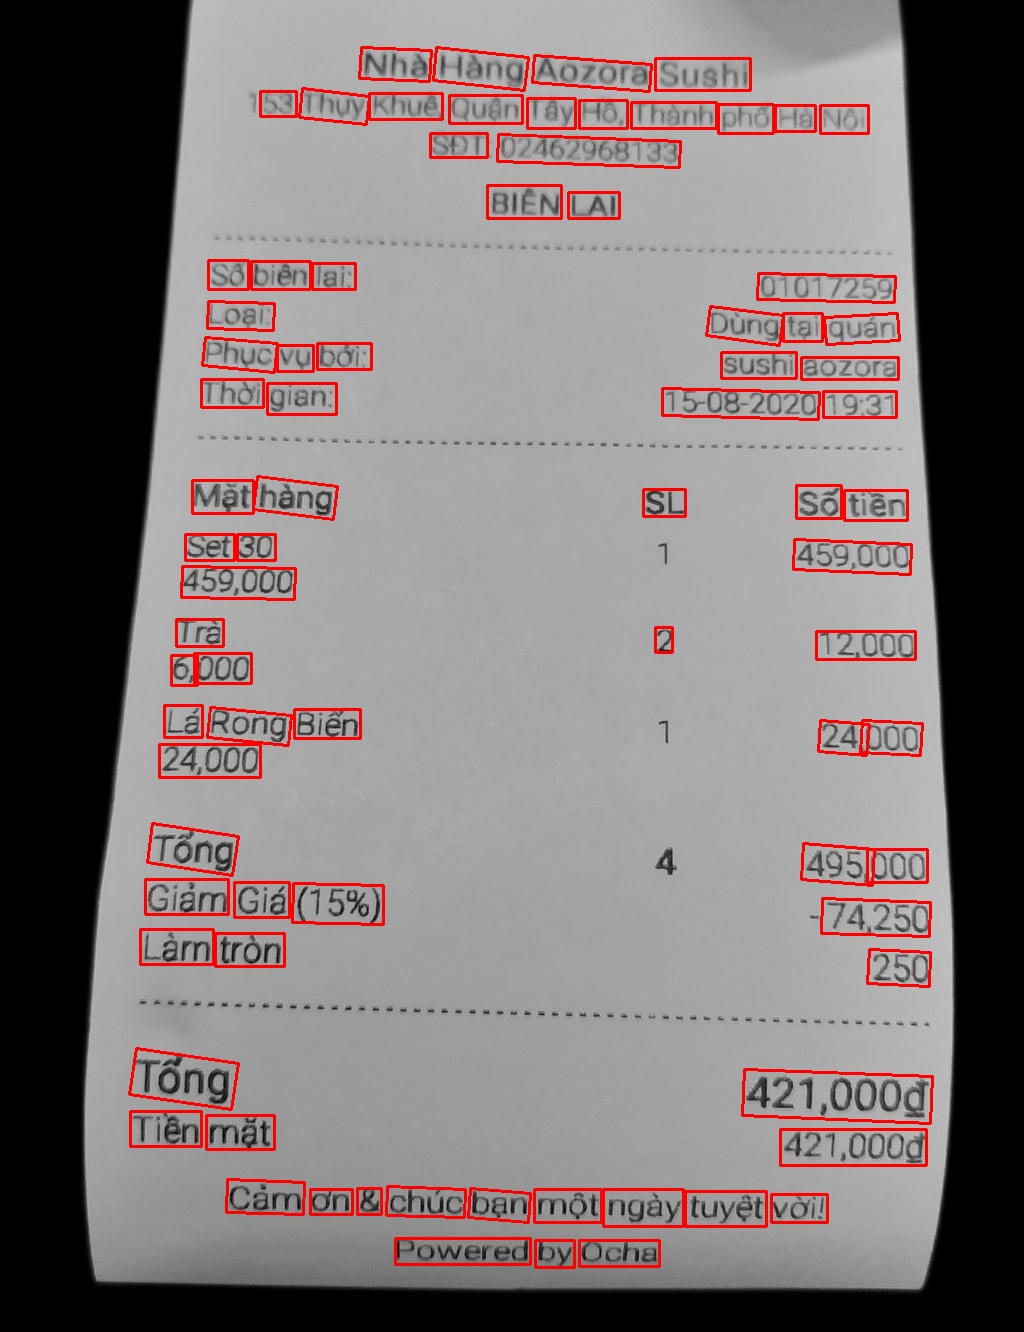 Nhà Hàng Aozora Sushi
153 Thụy Khuê Quận Tây Hồ, Thành phố Hà Nội
SĐT: 02462968133
BIÊN LAI
Số biên lai: 01017259
Loại: Dùng tại quán
Phục vụ bởi: sushi aozora
Thời gian: 15-08-2020 19:31
Mặt hàng SL Số tiền
Set 30 1 459,000
459,000
Trà 2 12,000
6,000
Lá Rong Biển 1 24,000
24,000
Tổng 4 495,000
Giảm Giá (15%) -74,250
Làm tròn 250
Tổng 421,000₫
Tiền mặt 421,000₫
Cảm ơn & chúc bạn một ngày tuyệt vời!
Powered by Ocha